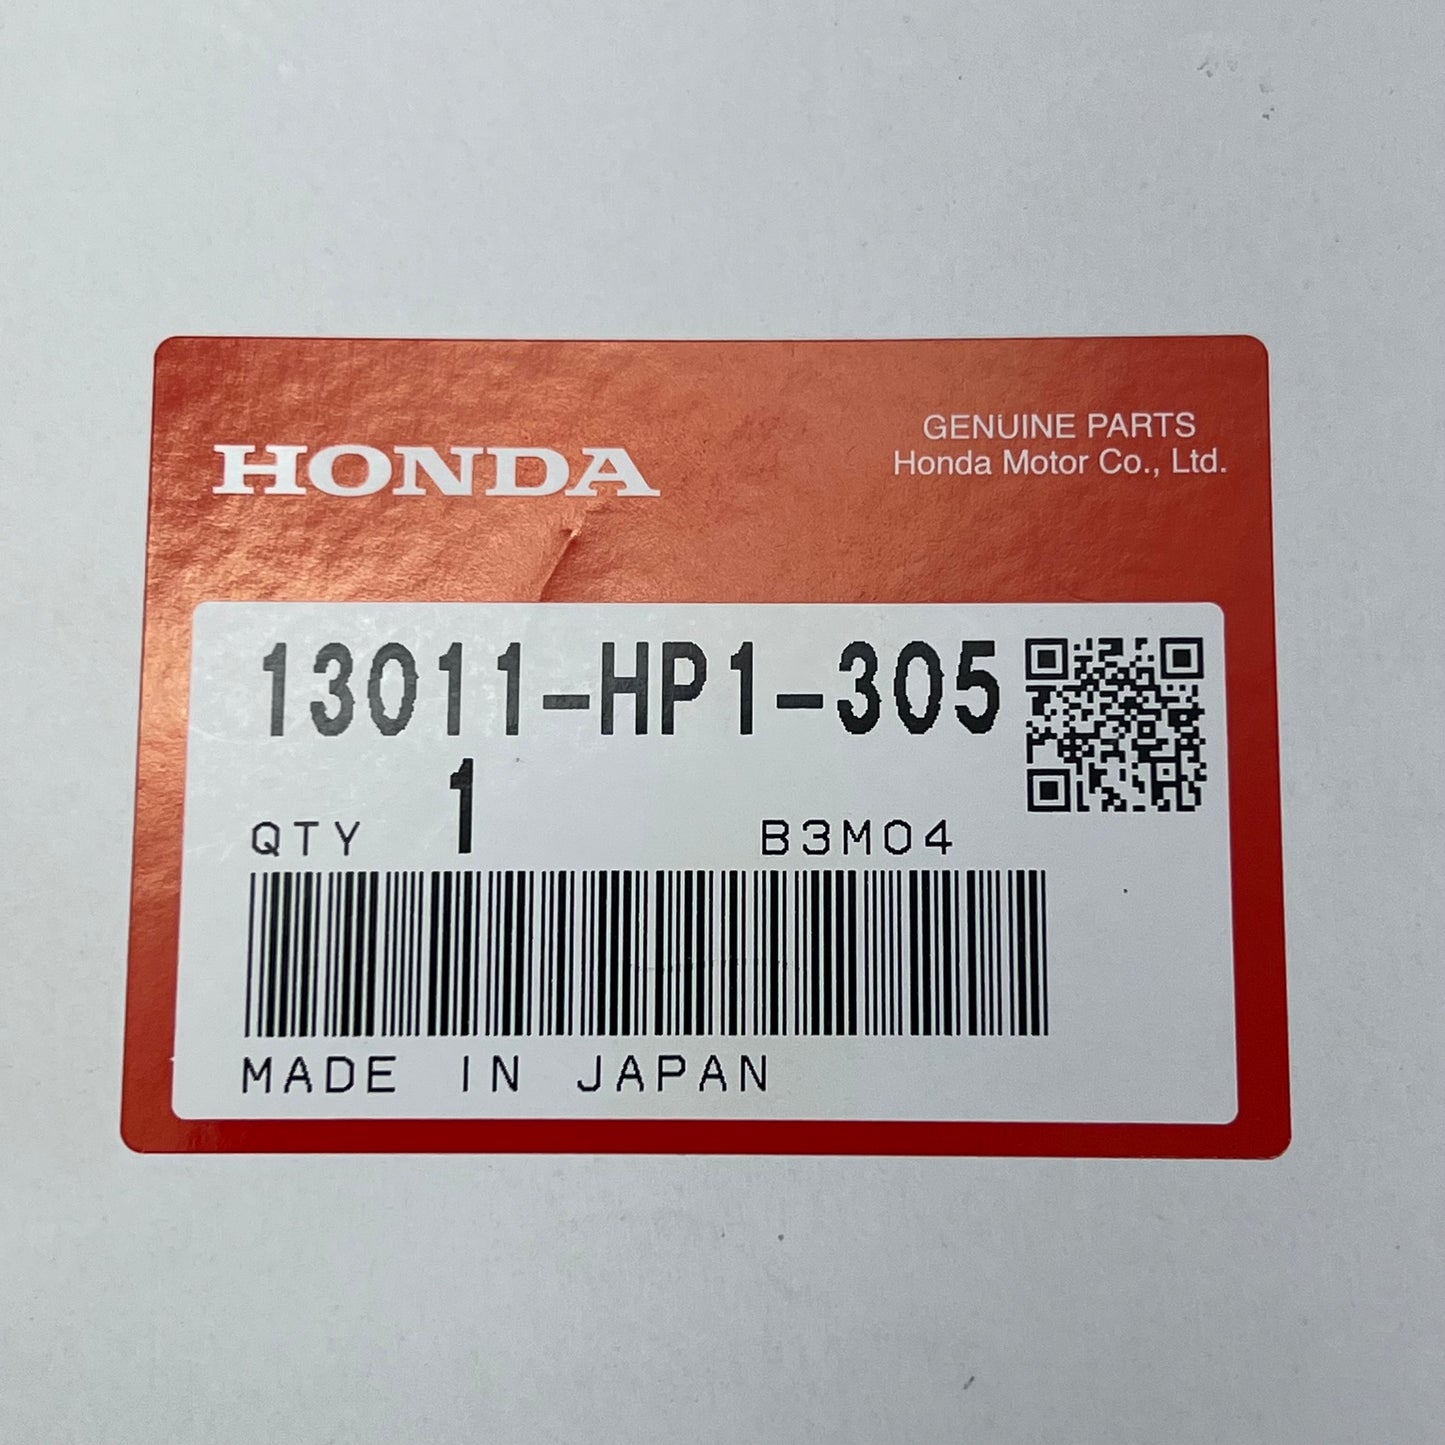 HONDA
GENUINE PARTS
Honda Motor Co., Ltd.
13011-HP1-305
QTY 1 B3M04
MADE IN JAPAN